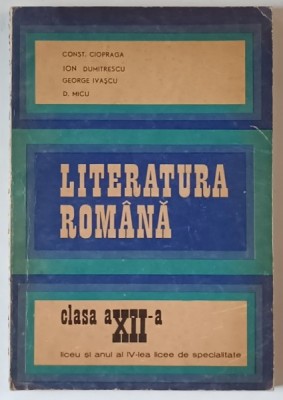 CONST. CIOPRAGA
ION DUMITRESCU
GEORGE IVAȘCU
D. MICU
LITERATURA
ROMÂNĂ
clasa a XII-a
liceu și anul al IV-lea licee de specialitate